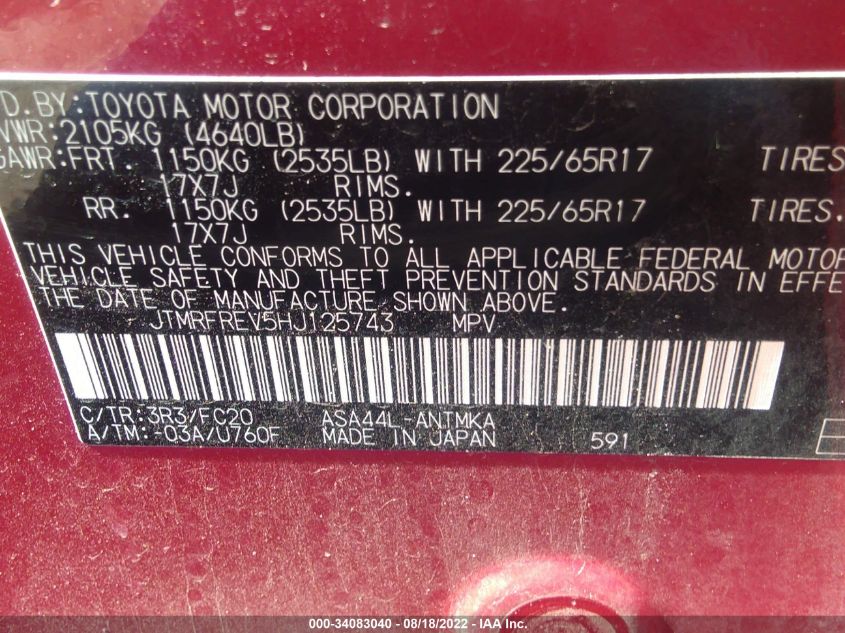 D.BY:TOYOTA MOTOR CORPORATION
VWR:2105KG (4640LB)
GAWR:FRT. 1150KG (2535LB) WITH 225/65R17 TIRES
17X7J RIMS.
RR. 1150KG (2535LB) WITH 225/65R17 TIRES.
17X7J RIMS.
THIS VEHICLE CONFORMS TO ALL APPLICABLE FEDERAL MOTOR
VEHICLE SAFETY AND THEFT PREVENTION STANDARDS IN EFFE
THE DATE OF MANUFACTURE SHOWN ABOVE.
JTMRFREV5HJ125743 MPV
C/TR:3R3/FC20 ASA44L-ANTMKA
A/TM:-03A/U760F MADE IN JAPAN 591
000-34083040 - 08/18/2022 - IAA Inc.